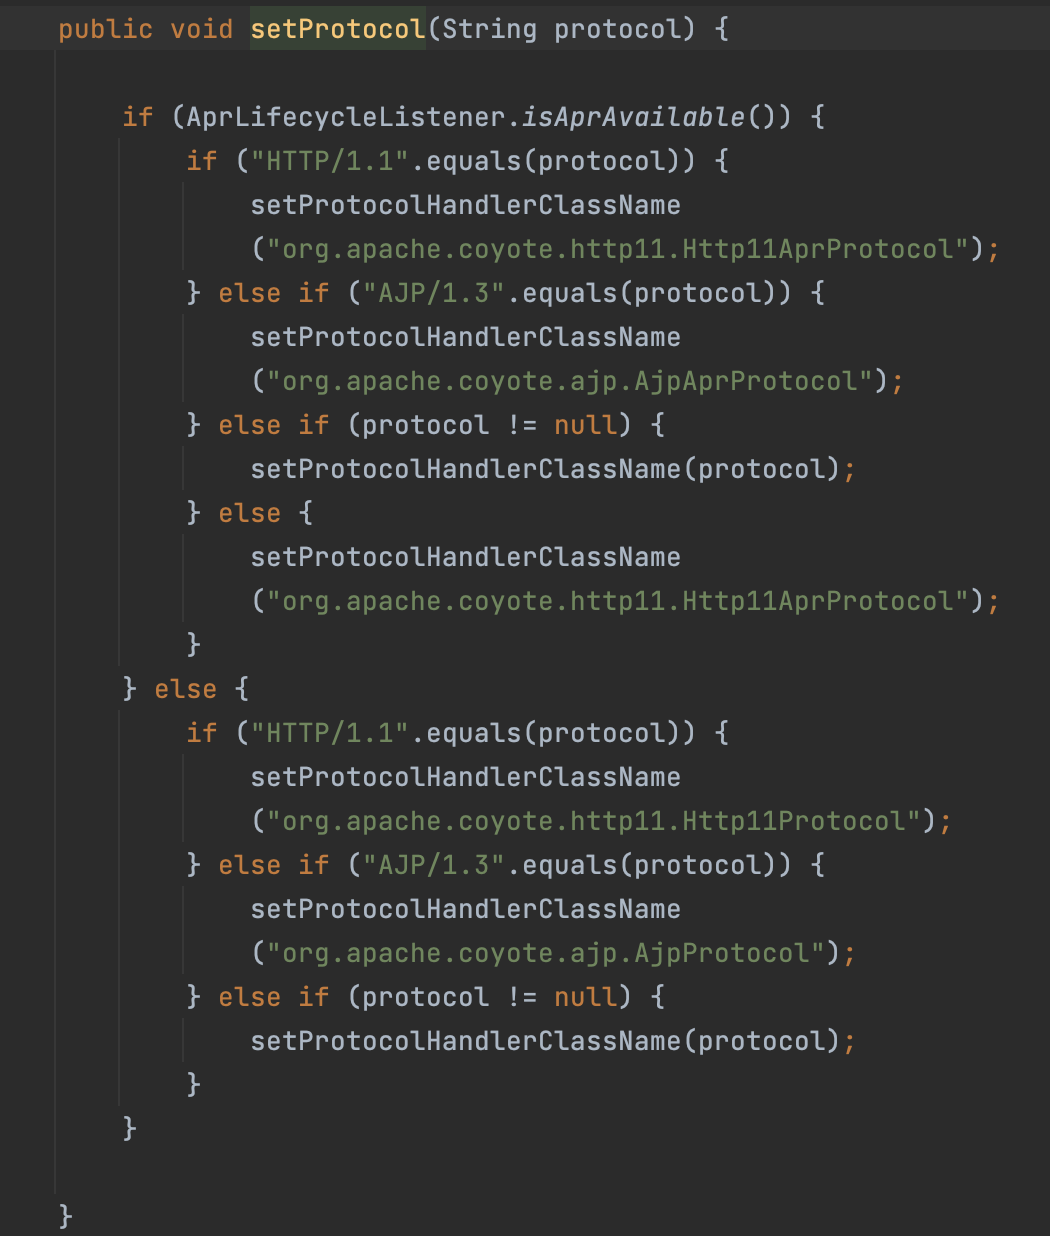 public void setProtocol(String protocol) {
if (AprLifecycleListener.isAprAvailable()) {
if ("HTTP/1.1".equals(protocol)) {
setProtocolHandlerClassName
("org.apache.coyote.http11.Http11AprProtocol");
} else if ("AJP/1.3".equals(protocol)) {
setProtocolHandlerClassName
("org.apache.coyote.ajp.AjpAprProtocol");
} else if (protocol != null) {
setProtocolHandlerClassName(protocol);
} else {
setProtocolHandlerClassName
("org.apache.coyote.http11.Http11AprProtocol");
}
} else {
if ("HTTP/1.1".equals(protocol)) {
setProtocolHandlerClassName
("org.apache.coyote.http11.Http11Protocol");
} else if ("AJP/1.3".equals(protocol)) {
setProtocolHandlerClassName
("org.apache.coyote.ajp.AjpProtocol");
} else if (protocol != null) {
setProtocolHandlerClassName(protocol);
}
}
}